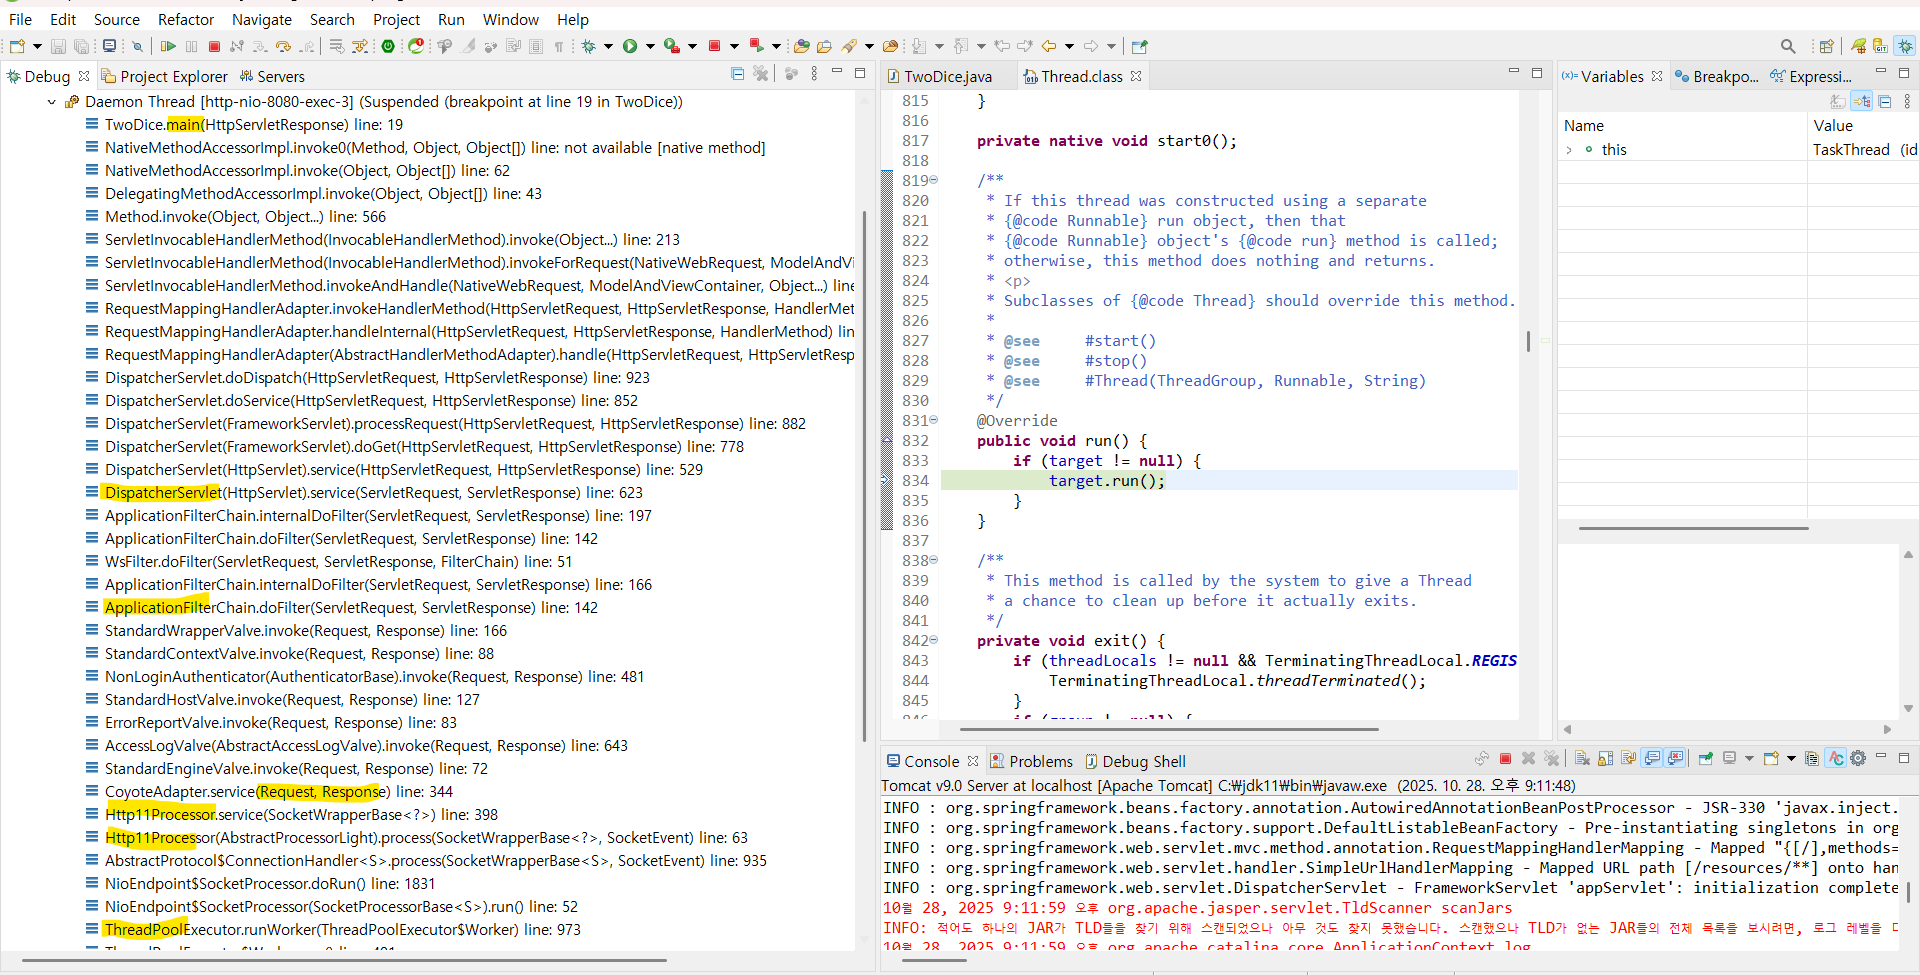 File Edit Source Refactor Navigate Search Project Run Window Help
Debug Project Explorer Servers
Daemon Thread [http-nio-8080-exec-3] (Suspended (breakpoint at line 19 in TwoDice))
TwoDice.main(HttpServletResponse) line: 19
NativeMethodAccessorImpl.invoke0(Method, Object, Object[]) line: not available [native method]
NativeMethodAccessorImpl.invoke(Object, Object[]) line: 62
DelegatingMethodAccessorImpl.invoke(Object, Object[]) line: 43
Method.invoke(Object, Object...) line: 566
ServletInvocableHandlerMethod(InvocableHandlerMethod).invoke(Object...) line: 213
ServletInvocableHandlerMethod(InvocableHandlerMethod).invokeForRequest(NativeWebRequest, ModelAndVi
ServletInvocableHandlerMethod.invokeAndHandle(NativeWebRequest, ModelAndViewContainer, Object...) line
RequestMappingHandlerAdapter.invokeHandlerMethod(HttpServletRequest, HttpServletResponse, HandlerMet
RequestMappingHandlerAdapter.handleInternal(HttpServletRequest, HttpServletResponse, HandlerMethod) lin
RequestMappingHandlerAdapter(AbstractHandlerMethodAdapter).handle(HttpServletRequest, HttpServletResp
DispatcherServlet.doDispatch(HttpServletRequest, HttpServletResponse) line: 923
DispatcherServlet.doService(HttpServletRequest, HttpServletResponse) line: 852
DispatcherServlet(FrameworkServlet).processRequest(HttpServletRequest, HttpServletResponse) line: 882
DispatcherServlet(FrameworkServlet).doGet(HttpServletRequest, HttpServletResponse) line: 778
DispatcherServlet(HttpServlet).service(HttpServletRequest, HttpServletResponse) line: 529
DispatcherServlet(HttpServlet).service(ServletRequest, ServletResponse) line: 623
ApplicationFilterChain.internalDoFilter(ServletRequest, ServletResponse) line: 197
ApplicationFilterChain.doFilter(ServletRequest, ServletResponse) line: 142
WsFilter.doFilter(ServletRequest, ServletResponse, FilterChain) line: 51
ApplicationFilterChain.internalDoFilter(ServletRequest, ServletResponse) line: 166
ApplicationFilterChain.doFilter(ServletRequest, ServletResponse) line: 142
StandardWrapperValve.invoke(Request, Response) line: 166
StandardContextValve.invoke(Request, Response) line: 88
NonLoginAuthenticator(AuthenticatorBase).invoke(Request, Response) line: 481
StandardHostValve.invoke(Request, Response) line: 127
ErrorReportValve.invoke(Request, Response) line: 83
AccessLogValve(AbstractAccessLogValve).invoke(Request, Response) line: 643
StandardEngineValve.invoke(Request, Response) line: 72
CoyoteAdapter.service(Request, Response) line: 344
Http11Processor.service(SocketWrapperBase<?>) line: 398
Http11Processor(AbstractProcessorLight).process(SocketWrapperBase<?>, SocketEvent) line: 63
AbstractProtocol$ConnectionHandler<S>.process(SocketWrapperBase<S>, SocketEvent) line: 935
NioEndpoint$SocketProcessor.doRun() line: 1831
NioEndpoint$SocketProcessor(SocketProcessorBase<S>).run() line: 52
ThreadPoolExecutor.runWorker(ThreadPoolExecutor$Worker) line: 973
TwoDice.java Thread.class
815 }
816
817 private native void start0();
818
819 /**
820 * If this thread was constructed using a separate
821 * {@code Runnable} run object, then that
822 * {@code Runnable} object's {@code run} method is called;
823 * otherwise, this method does nothing and returns.
824 * <p>
825 * Subclasses of {@code Thread} should override this method.
826 *
827 * @see #start()
828 * @see #stop()
829 * @see #Thread(ThreadGroup, Runnable, String)
830 */
831 @Override
832 public void run() {
833 if (target != null) {
834 target.run();
835 }
836 }
837
838 /**
839 * This method is called by the system to give a Thread
840 * a chance to clean up before it actually exits.
841 */
842 private void exit() {
843 if (threadLocals != null && TerminatingThreadLocal.REGIS
844 TerminatingThreadLocal.threadTerminated();
845 }
Variables Breakpo... Expressi...
Name Value
this TaskThread (id
Console Problems Debug Shell
Tomcat v9.0 Server at localhost [Apache Tomcat] C:₩jdk11₩bin₩javaw.exe (2025. 10. 28. 오후 9:11:48)
INFO : org.springframework.beans.factory.annotation.AutowiredAnnotationBeanPostProcessor - JSR-330 'javax.inject.
INFO : org.springframework.beans.factory.support.DefaultListableBeanFactory - Pre-instantiating singletons in org
INFO : org.springframework.web.servlet.mvc.method.annotation.RequestMappingHandlerMapping - Mapped "{[/],methods=
INFO : org.springframework.web.servlet.handler.SimpleUrlHandlerMapping - Mapped URL path [/resources/**] onto han
INFO : org.springframework.web.servlet.DispatcherServlet - FrameworkServlet 'appServlet': initialization complete
10월 28, 2025 9:11:59 오후 org.apache.jasper.servlet.TldScanner scanJars
INFO: 적어도 하나의 JAR가 TLD들을 찾기 위해 스캔되었으나 아무 것도 찾지 못했습니다. 스캔했으나 TLD가 없는 JAR들의 전체 목록을 보시려면, 로그 레벨을
10월 28, 2025 9:11:59 오후 org.apache.catalina.core.ApplicationContext log